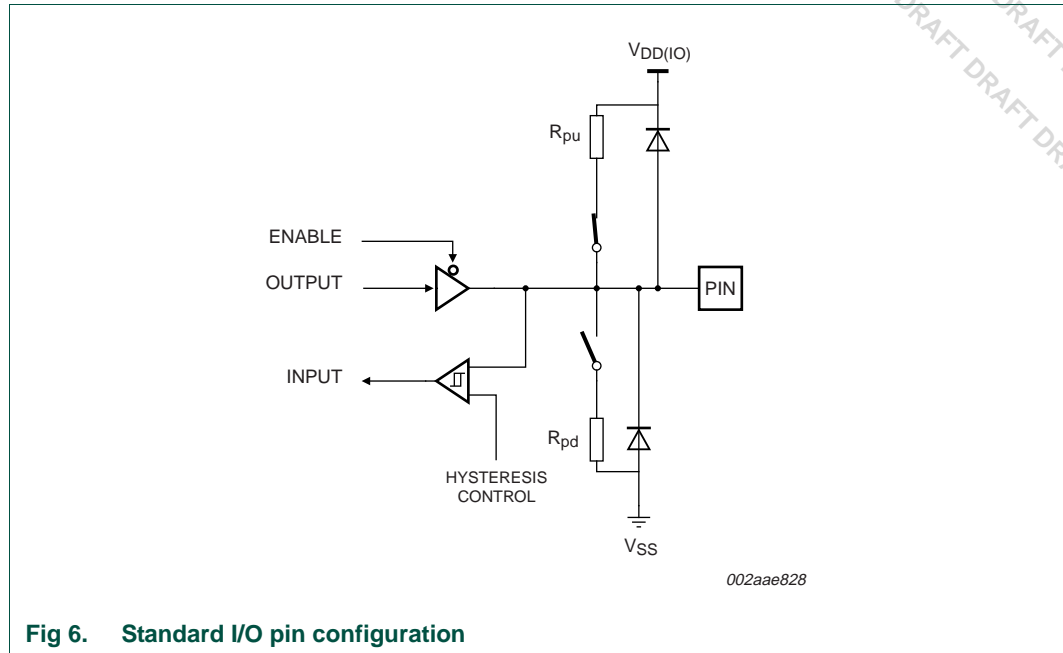 DRAFT DRAFT DRAFT
DRAFT DRAFT DR
VDD(IO)
Rpu
ENABLE
OUTPUT
PIN
INPUT
Rpd
HYSTERESIS
CONTROL
VSS
002aae828
Fig 6. Standard I/O pin configuration